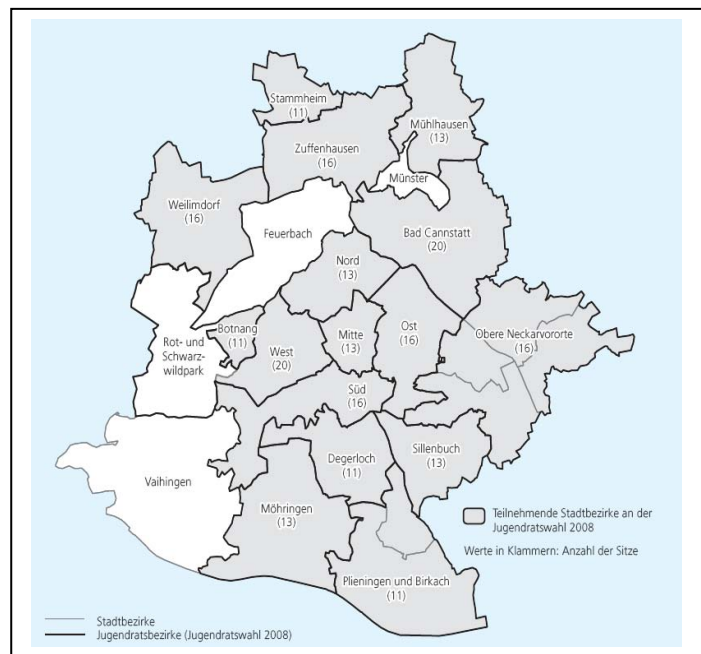 Stammheim
(11)
Mühlhausen
(13)
Zuffenhausen
(16)
Münster
Weilimdorf
(16)
Feuerbach
Bad Cannstatt
(20)
Nord
(13)
Botnang
(11)
West
(20)
Mitte
(13)
Ost
(16)
Obere Neckarvororte
(16)
Rot- und
Schwarz-
wildpark
Süd
(16)
Vaihingen
Degerloch
(11)
Sillenbuch
(13)
Möhringen
(13)
Plieningen und Birkach
(11)
Teilnehmende Stadtbezirke an der
Jugendratswahl 2008
Werte in Klammern: Anzahl der Sitze
Stadtbezirke
Jugendratsbezirke (Jugendratswahl 2008)